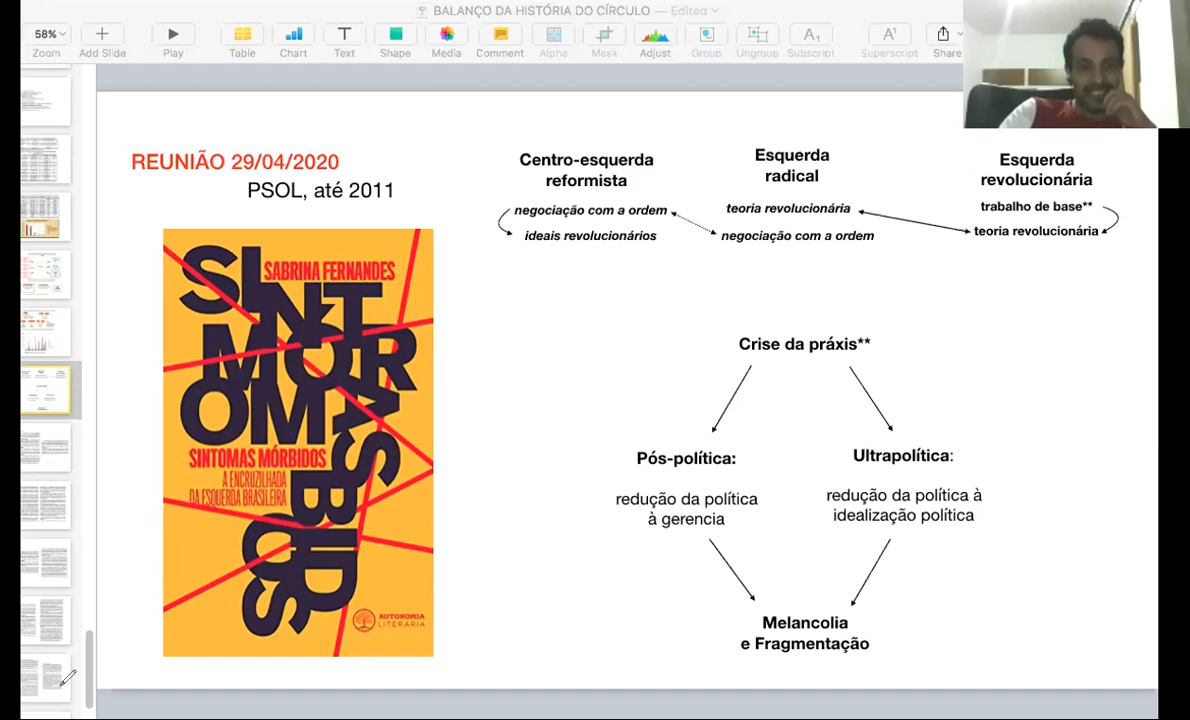 BALANÇO DA HISTÓRIA DO CÍRCULO — Edited
58%
Zoom
Add Slide
Play
Table
Chart
Text
Shape
Media
Comment
Alpha
Mask
Adjust
Group
Ungroup
Subscript
Superscript
Share
REUNIÃO 29/04/2020
PSOL, até 2011
SABRINA FERNANDES
SINTOMAS MÓRBIDOS
SINTOMAS MÓRBIDOS
A ENCRUZILHADA
DA ESQUERDA BRASILEIRA
AUTONOMIA
LITERÁRIA
Centro-esquerda
reformista
negociação com a ordem
ideais revolucionários
Esquerda
radical
teoria revolucionária
negociação com a ordem
Esquerda
revolucionária
trabalho de base**
teoria revolucionária
Crise da práxis**
Pós-política:
redução da política
à gerencia
Ultrapolítica:
redução da política à
idealização política
Melancolia
e Fragmentação